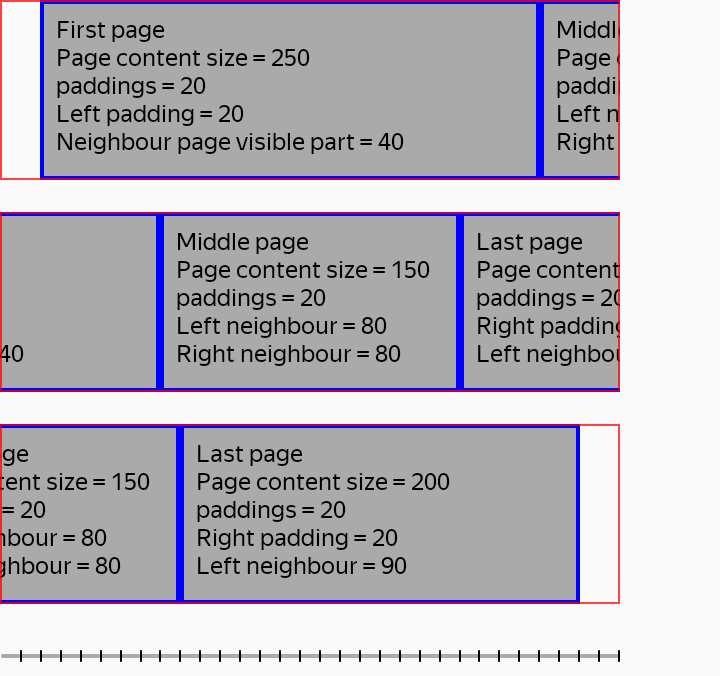 First page
Page content size = 250
paddings = 20
Left padding = 20
Neighbour page visible part = 40
Middl
Page
paddi
Left n
Right
40
Middle page
Page content size = 150
paddings = 20
Left neighbour = 80
Right neighbour = 80
Last page
Page content
paddings = 20
Right padding
Left neighbou
ge
tent size = 150
= 20
hbour = 80
ghbour = 80
Last page
Page content size = 200
paddings = 20
Right padding = 20
Left neighbour = 90